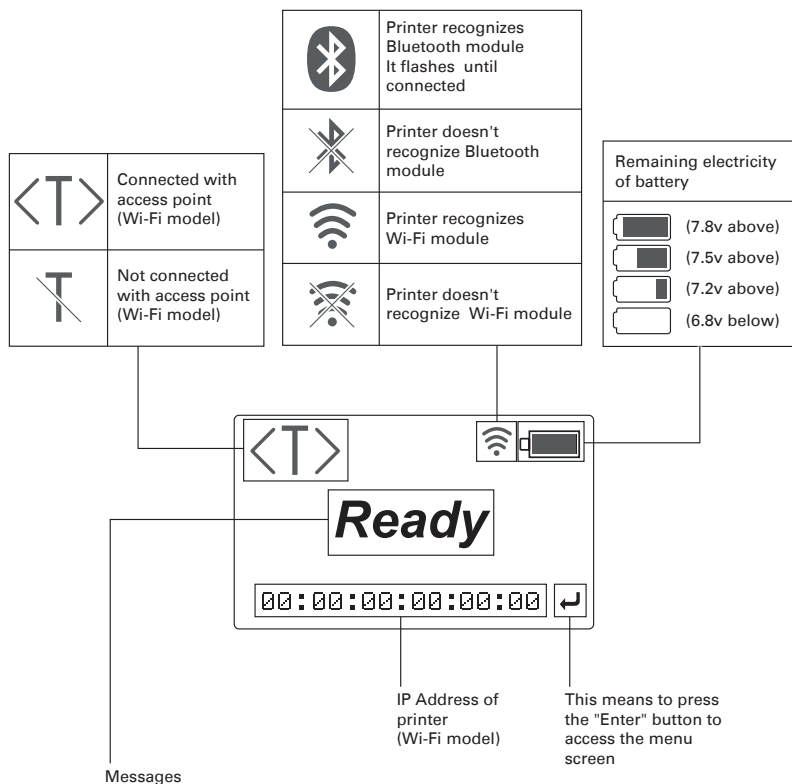 Printer recognizes
Bluetooth module
It flashes until
connected
Printer doesn't
recognize Bluetooth
module
Printer recognizes
Wi-Fi module
Printer doesn't
recognize Wi-Fi module
<T>
Connected with
access point
(Wi-Fi model)
T
Not connected
with access point
(Wi-Fi model)
Remaining electricity
of battery
(7.8v above)
(7.5v above)
(7.2v above)
(6.8v below)
<T>
Ready
00:00:00:00:00:00
IP Address of
printer
(Wi-Fi model)
This means to press
the "Enter" button to
access the menu
screen
Messages